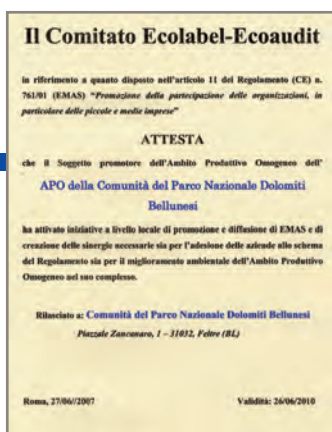 Il Comitato Ecolabel-Ecoaudit
in riferimento a quanto disposto nell'articolo 11 del Regolamento (CE) n.
761/01 (EMAS) "Promozione della partecipazione delle organizzazioni, in
particolare delle piccole e medie imprese"
ATTESTA
che il Soggetto promotore dell'Ambito Produttivo Omogeneo dell'
APO della Comunità del Parco Nazionale Dolomiti
Bellunesi
ha attivato iniziative a livello locale di promozione e diffusione di EMAS e di
creazione delle sinergie necessarie sia per l'adesione delle aziende allo schema
del Regolamento sia per il miglioramento ambientale dell'Ambito Produttivo
Omogeneo nel suo complesso.
Rilasciato a: Comunità del Parco Nazionale Dolomiti Bellunesi
Piazzale Zancanaro, 1 – 31032, Feltre (BL)
Roma, 27/06//2007 Validità: 26/06/2010